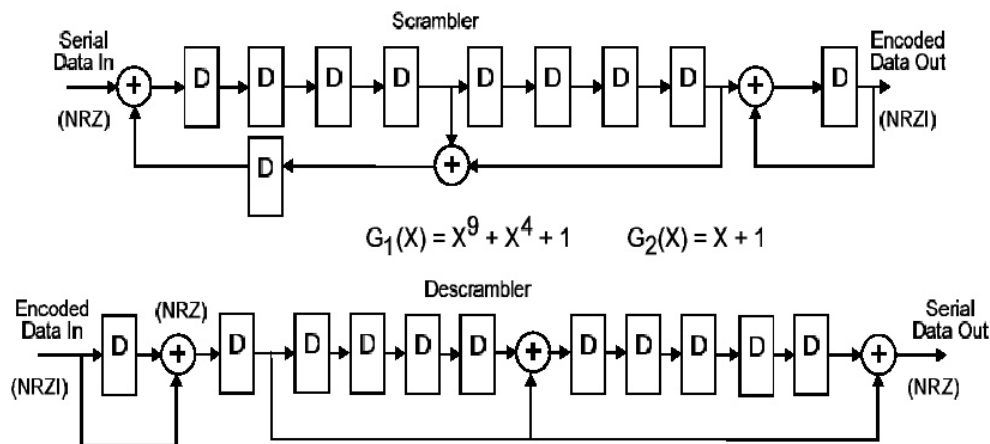 Scrambler
Serial
Data In
(NRZ)
D D D D D D D D D
Encoded
Data Out
(NRZI)
D
G₁(X) = X⁹ + X⁴ + 1 G₂(X) = X + 1
Descrambler
Encoded
Data In
(NRZI)
(NRZ)
D D D D D D D D D D D
Serial
Data Out
(NRZ)